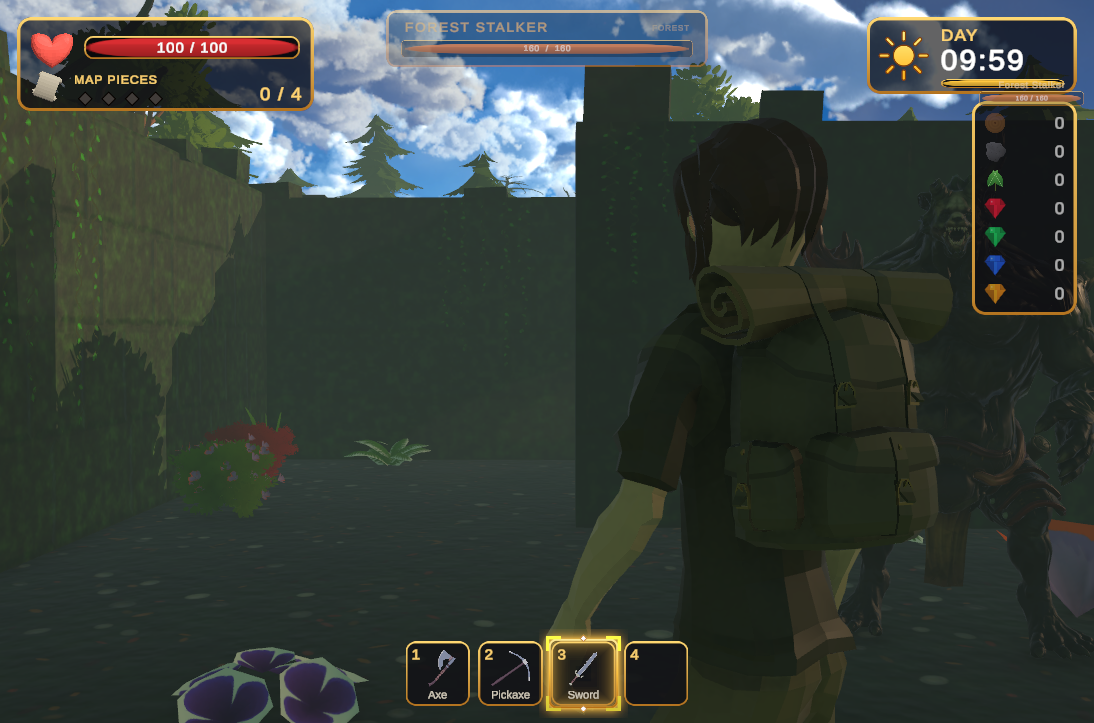 100 / 100
MAP PIECES
0 / 4
FOREST STALKER
FOREST
160 / 160
DAY
09:59
Forest Stalker
160 / 160
0
0
0
0
0
0
0
1
Axe
2
Pickaxe
3
Sword
4